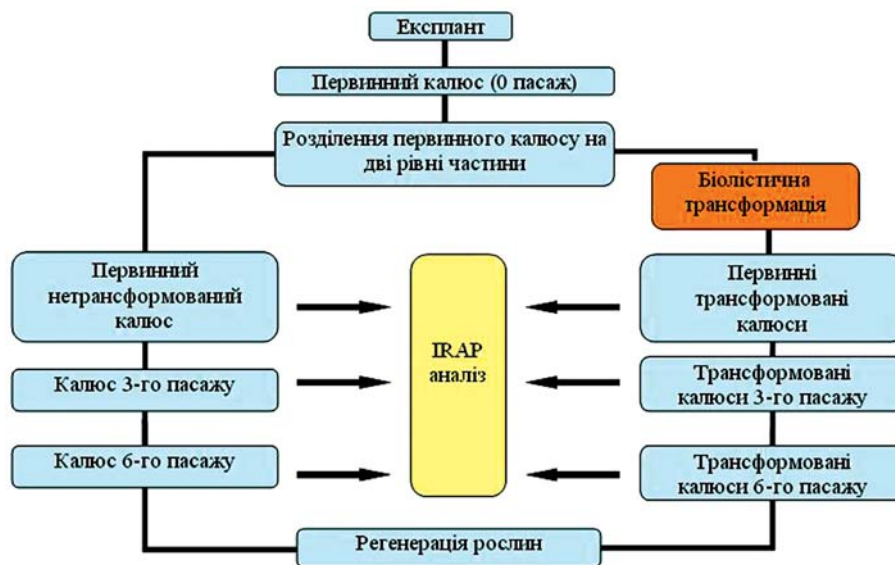 Експлант
Первинний калюс (0 пасаж)
Розділення первинного калюсу на
дві рівні частини
Біолістична
трансформація
Первинний
нетрансформований
калюс
IRAP
аналіз
Первинні
трансформовані
калюси
Калюс 3-го пасажу
Трансформовані
калюси 3-го пасажу
Калюс 6-го пасажу
Трансформовані
калюси 6-го пасажу
Регенерація рослин